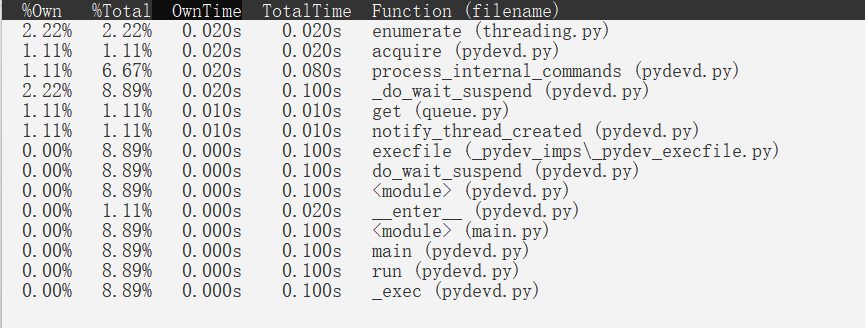 %Own %Total OwnTime TotalTime Function (filename)
2.22% 2.22% 0.020s 0.020s enumerate (threading.py)
1.11% 1.11% 0.020s 0.020s acquire (pydevd.py)
1.11% 6.67% 0.020s 0.080s process_internal_commands (pydevd.py)
2.22% 8.89% 0.020s 0.100s _do_wait_suspend (pydevd.py)
1.11% 1.11% 0.010s 0.010s get (queue.py)
1.11% 1.11% 0.010s 0.010s notify_thread_created (pydevd.py)
0.00% 8.89% 0.000s 0.100s execfile (_pydev_imps\_pydev_execfile.py)
0.00% 8.89% 0.000s 0.100s do_wait_suspend (pydevd.py)
0.00% 8.89% 0.000s 0.100s <module> (pydevd.py)
0.00% 1.11% 0.000s 0.020s __enter__ (pydevd.py)
0.00% 8.89% 0.000s 0.100s <module> (main.py)
0.00% 8.89% 0.000s 0.100s main (pydevd.py)
0.00% 8.89% 0.000s 0.100s run (pydevd.py)
0.00% 8.89% 0.000s 0.100s _exec (pydevd.py)